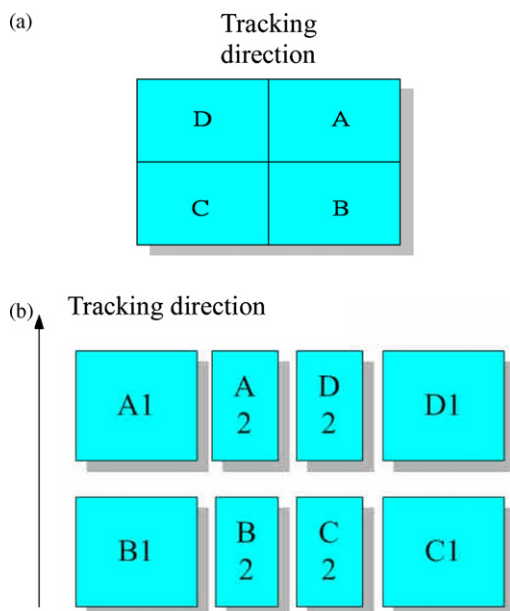 (a)
Tracking
direction
D A
C B
(b) Tracking direction
A1 A D D1
2 2
B1 B C C1
2 2